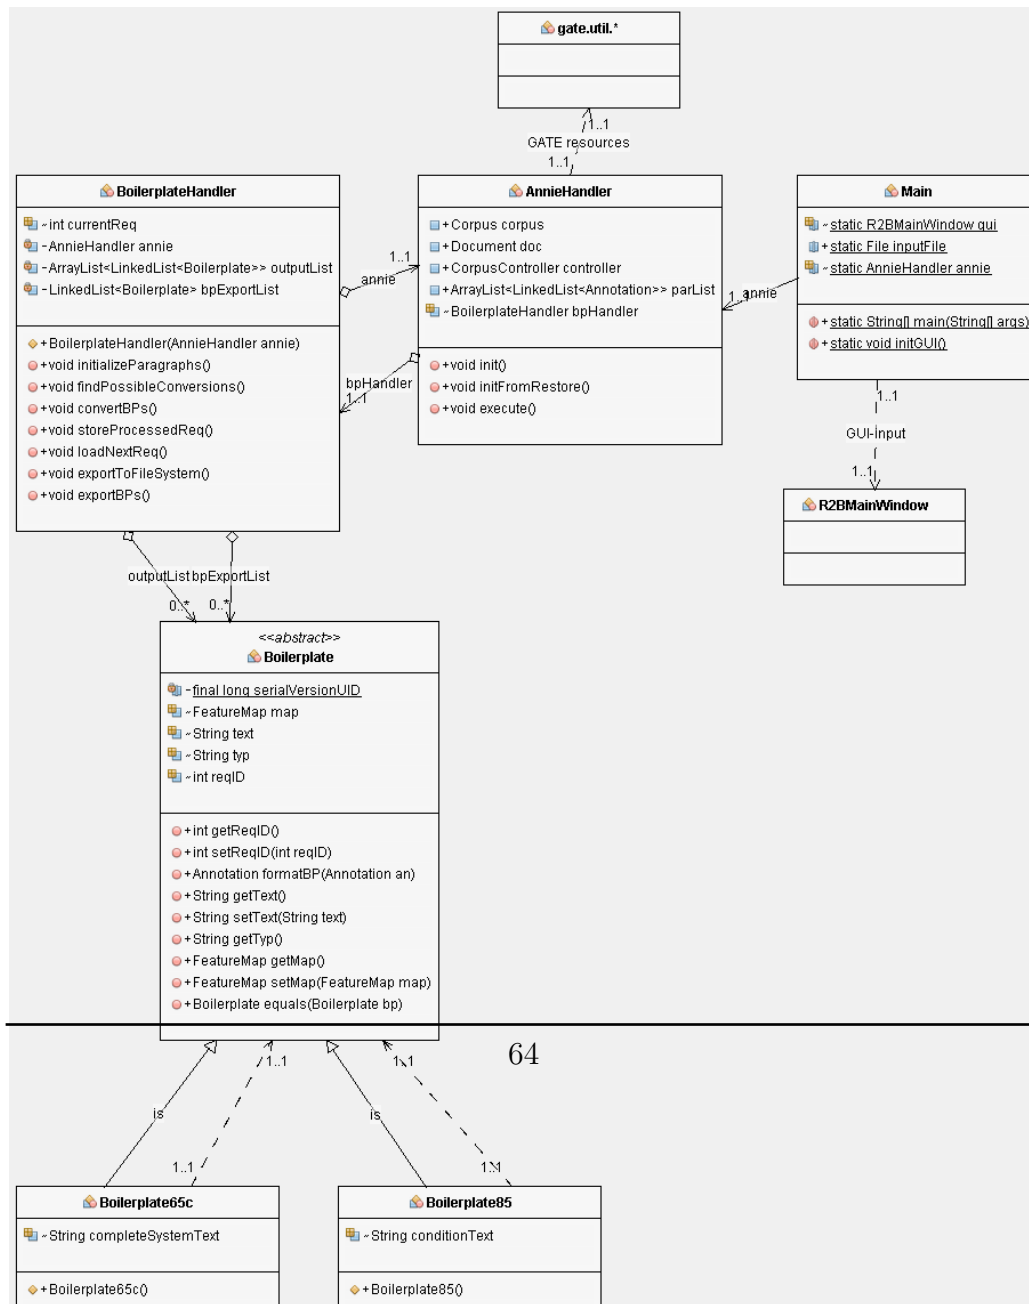 gate.util.*
1..1
GATE resources
1..1
BoilerplateHandler
~int currentReq
-AnnieHandler annie
-ArrayList<LinkedList<Boilerplate>> outputList
-LinkedList<Boilerplate> bpExportList
+BoilerplateHandler(AnnieHandler annie)
+void initializeParagraphs()
+void findPossibleConversions()
+void convertBPs()
+void storeProcessedReq()
+void loadNextReq()
+void exportToFileSystem()
+void exportBPs()
1..1
annie
bpHandler
1..1
AnnieHandler
+Corpus corpus
+Document doc
+CorpusController controller
+ArrayList<LinkedList<Annotation>> parList
~BoilerplateHandler bpHandler
+void init()
+void initFromRestore()
+void execute()
1..1
annie
Main
~static R2BMainWindow gui
+static File inputFile
~static AnnieHandler annie
+static String[] main(String[] args)
+static void initGUI()
1..1
GUI-input
1..1
R2BMainWindow
outputList
bpExportList
0..*
0..*
<<abstract>>
Boilerplate
-final long serialVersionUID
~FeatureMap map
~String text
~String typ
~int reqID
+int getReqID()
+int setReqID(int reqID)
+Annotation formatBP(Annotation an)
+String getText()
+String setText(String text)
+String getTyp()
+FeatureMap getMap()
+FeatureMap setMap(FeatureMap map)
+Boilerplate equals(Boilerplate bp)
64
1..1
1..1
is
is
1..1
1..1
Boilerplate65c
~String completeSystemText
+Boilerplate65c()
Boilerplate85
~String conditionText
+Boilerplate85()